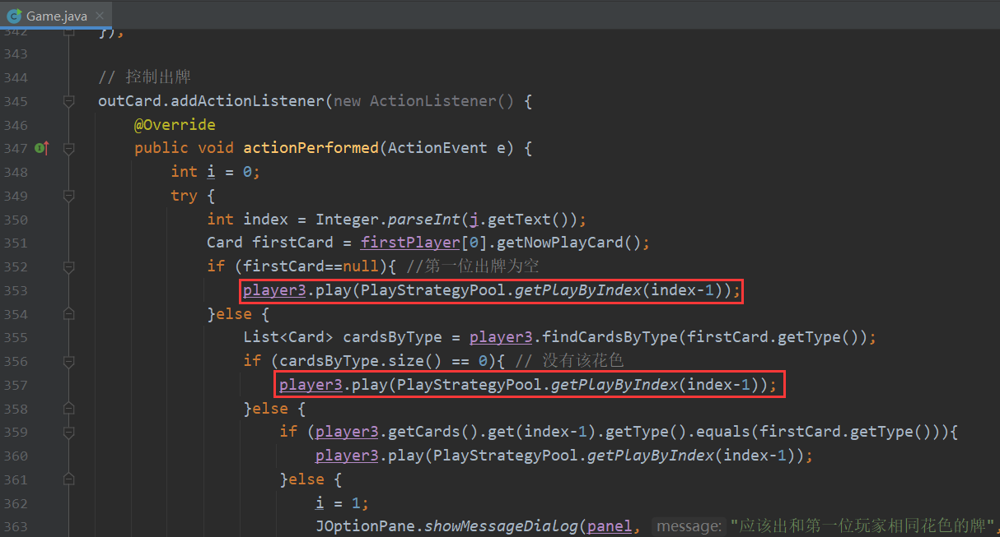 Game.java
342 });
343
344 // 控制出牌
345 outCard.addActionListener(new ActionListener() {
346 @Override
347 public void actionPerformed(ActionEvent e) {
348 int i = 0;
349 try {
350 int index = Integer.parseInt(j.getText());
351 Card firstCard = firstPlayer[0].getNowPlayCard();
352 if (firstCard==null){ //第一位出牌为空
353 player3.play(PlayStrategyPool.getPlayByIndex(index-1));
354 }else {
355 List<Card> cardsByType = player3.findCardsByType(firstCard.getType());
356 if (cardsByType.size() == 0){ // 没有该花色
357 player3.play(PlayStrategyPool.getPlayByIndex(index-1));
358 }else {
359 if (player3.getCards().get(index-1).getType().equals(firstCard.getType())){
360 player3.play(PlayStrategyPool.getPlayByIndex(index-1));
361 }else {
362 i = 1;
363 JOptionPane.showMessageDialog(panel, message: "应该出和第一位玩家相同花色的牌",